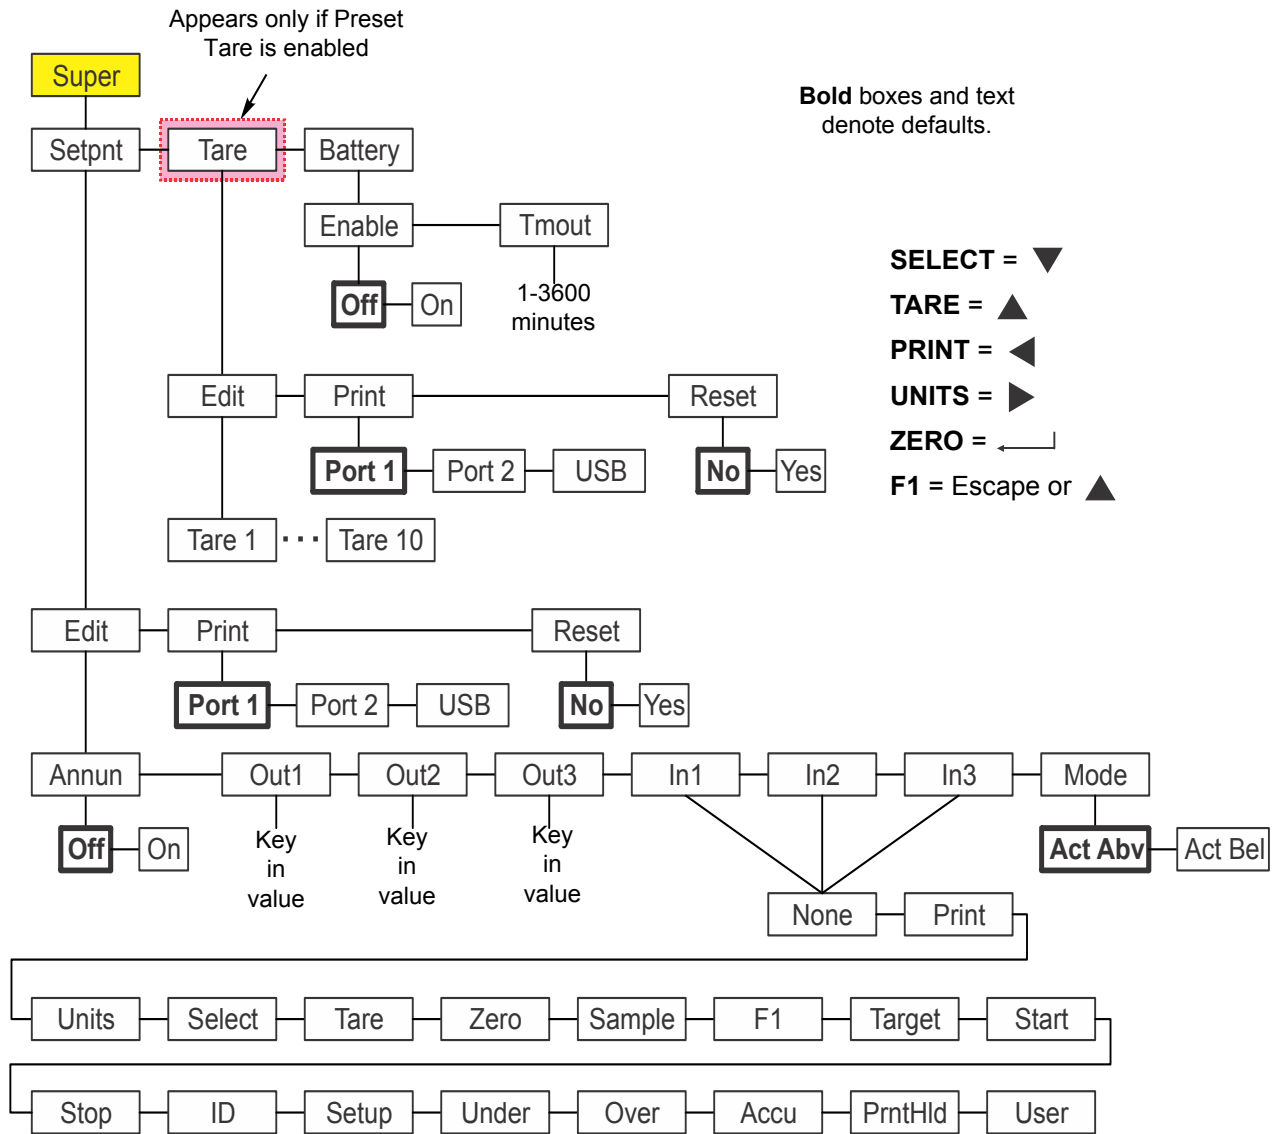 Appears only if Preset
Tare is enabled
Super
Bold boxes and text
denote defaults.
Setpnt
Tare
Battery
Enable
Tmout
Off
On
1-3600
minutes
SELECT =
TARE =
PRINT =
UNITS =
ZERO =
F1 = Escape or
Edit
Print
Reset
Port 1
Port 2
USB
No
Yes
Tare 1
...
Tare 10
Edit
Print
Reset
Port 1
Port 2
USB
No
Yes
Annun
Out1
Out2
Out3
In1
In2
In3
Mode
Off
On
Key
in
value
Key
in
value
Key
in
value
Act Abv
Act Bel
None
Print
Units
Select
Tare
Zero
Sample
F1
Target
Start
Stop
ID
Setup
Under
Over
Accu
PrntHld
User